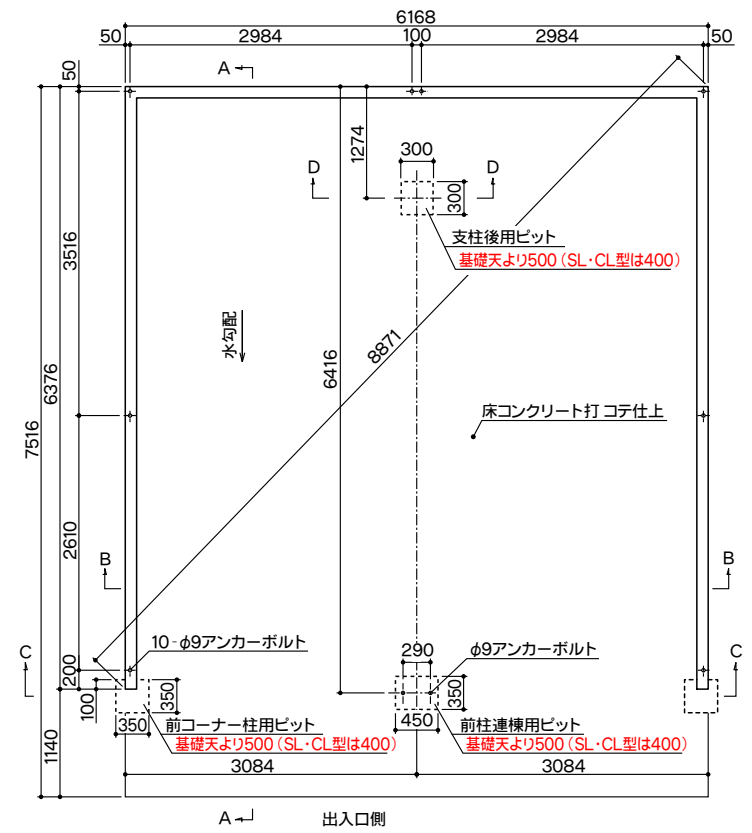 6168
50 2984 100 2984 50
A
50
1274
300
D D
300
支柱後用ピット
基礎天より500（SL・CL型は400）
3516
水勾配
8871
6416
6376
7516
床コンクリート打 コテ仕上
2610
B B
10-φ9アンカーボルト
290
φ9アンカーボルト
C C
200
100
350
350
350
450
前コーナー柱用ピット
基礎天より500（SL・CL型は400）
前柱連棟用ピット
基礎天より500（SL・CL型は400）
1140
3084 3084
A
出入口側